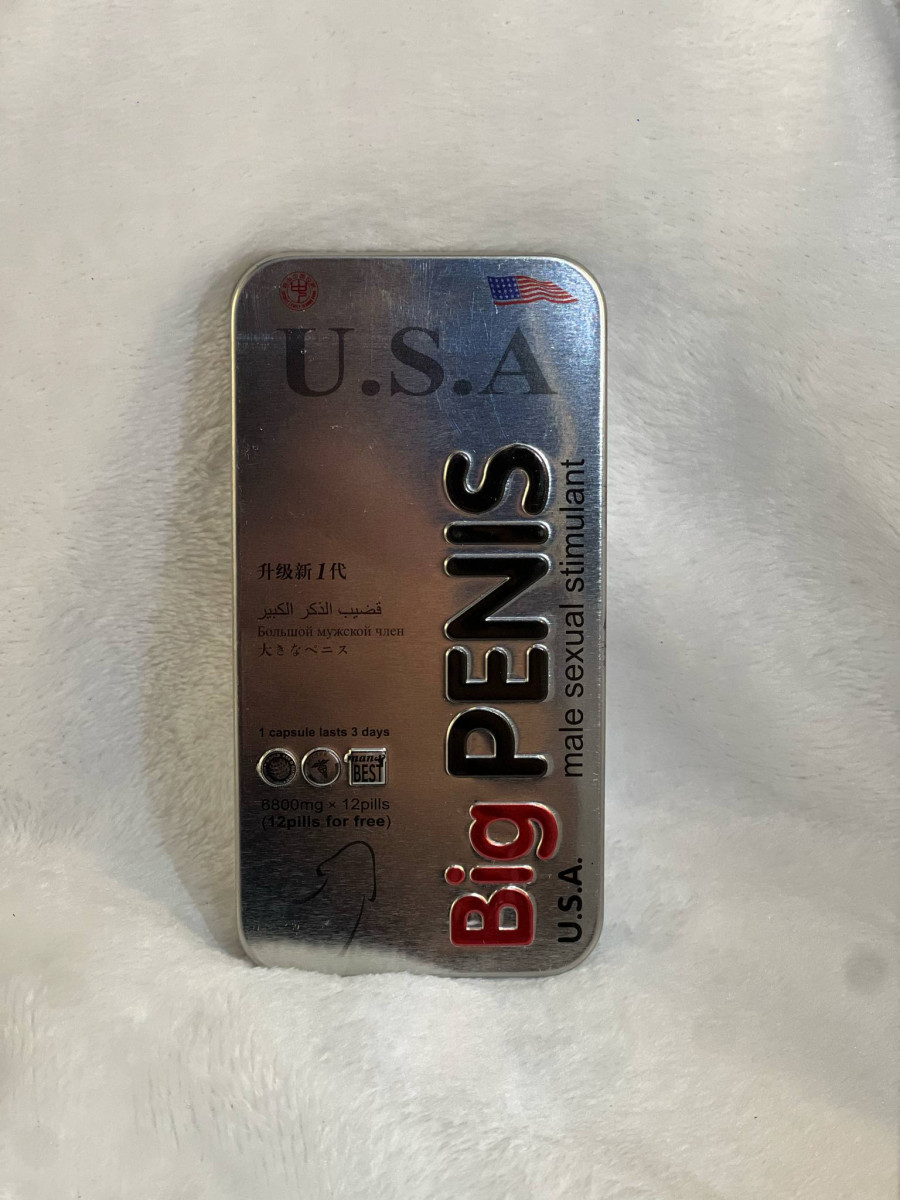 U.S.A
升级新1代
قضيب الذكر الكبير
Большой мужской член
大きなペニス
1 capsule lasts 3 days
man's
BEST
6800mg × 12pills
(12pills for free)
Big PENIS
U.S.A. male sexual stimulant